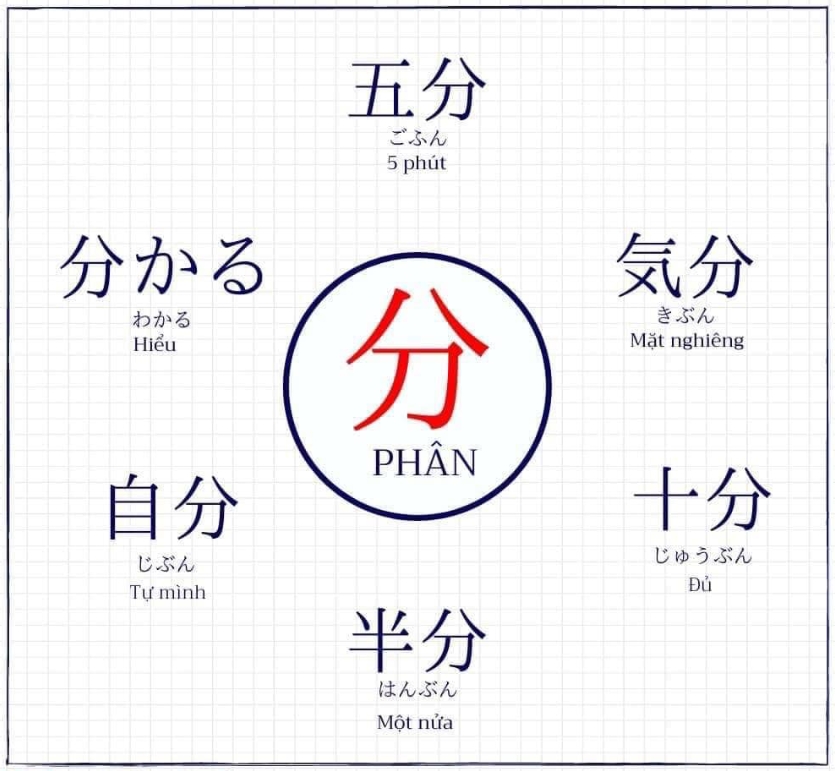 五分
ごふん
5 phút
分かる
わかる
Hiểu
気分
きぶん
Mặt nghiêng
分
PHÂN
自分
じぶん
Tự mình
十分
じゅうぶん
Đủ
半分
はんぶん
Một nửa